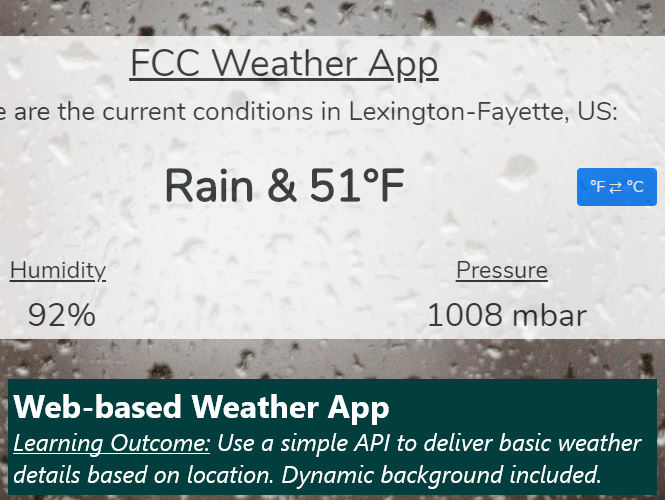 FCC Weather App
e are the current conditions in Lexington-Fayette, US:
Rain & 51°F
°F ⇄ °C
Humidity
Pressure
92%
1008 mbar
Web-based Weather App
Learning Outcome: Use a simple API to deliver basic weather
details based on location. Dynamic background included.